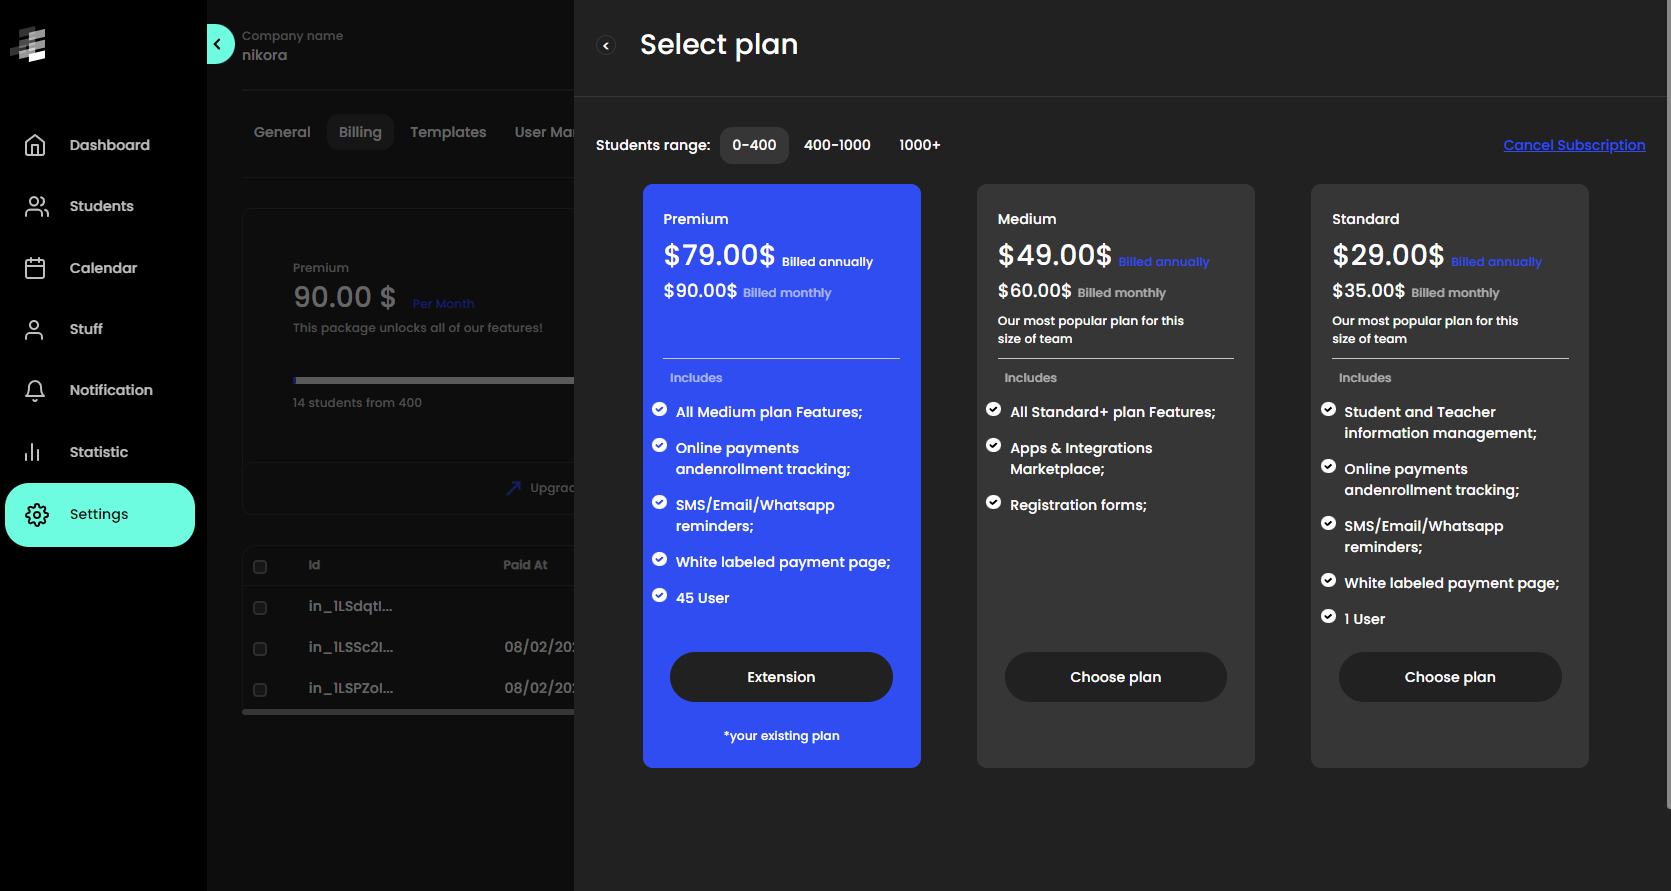 Dashboard
Students
Calendar
Stuff
Notification
Statistic
Settings
Company name
nikora
General
Billing
Templates
User Mar
Premium
90.00 $ Per Month
This package unlocks all of our features!
14 students from 400
Upgrad
Id
Paid At
in_1LSdqtI...
in_1LSSc2I... 08/02/202
in_1LSPZoI... 08/02/202
Select plan
Students range: 0-400 400-1000 1000+
Cancel Subscription
Premium
$79.00$ Billed annually
$90.00$ Billed monthly
Includes
All Medium plan Features;
Online payments
andenrollment tracking;
SMS/Email/Whatsapp
reminders;
White labeled payment page;
45 User
Extension
*your existing plan
Medium
$49.00$ Billed annually
$60.00$ Billed monthly
Our most popular plan for this
size of team
Includes
All Standard+ plan Features;
Apps & Integrations
Marketplace;
Registration forms;
Choose plan
Standard
$29.00$ Billed annually
$35.00$ Billed monthly
Our most popular plan for this
size of team
Includes
Student and Teacher
information management;
Online payments
andenrollment tracking;
SMS/Email/Whatsapp
reminders;
White labeled payment page;
1 User
Choose plan